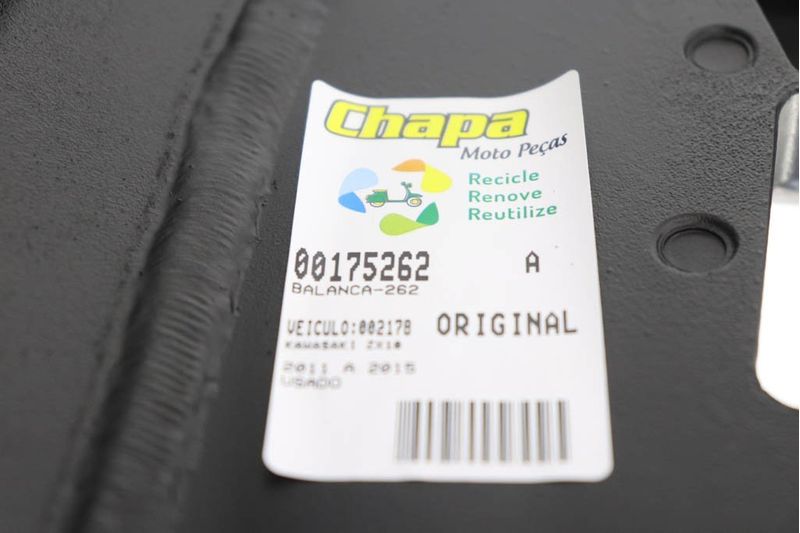 Chapa
Moto Peças
Recicle
Renove
Reutilize
00175262 A
BALANCA-262
VEICULO:002178 ORIGINAL
KAWASAKI ZX10
2011 A 2015
USADO